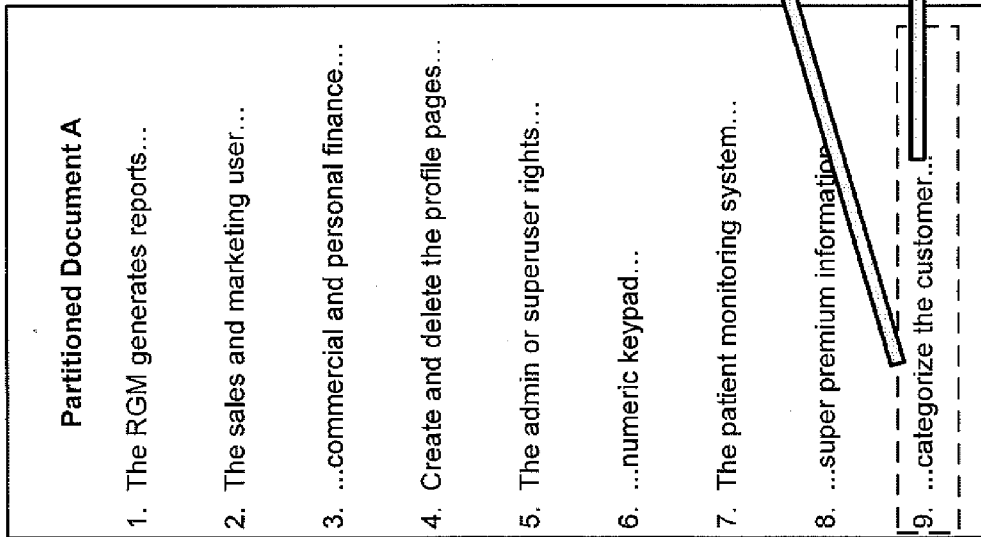 Partitioned Document A
1. The RGM generates reports...
2. The sales and marketing user...
3. ...commercial and personal finance...
4. Create and delete the profile pages...
5. The admin or superuser rights...
6. ...numeric keypad...
7. The patient monitoring system...
8. ...super premium information
9. ...categorize the customer...